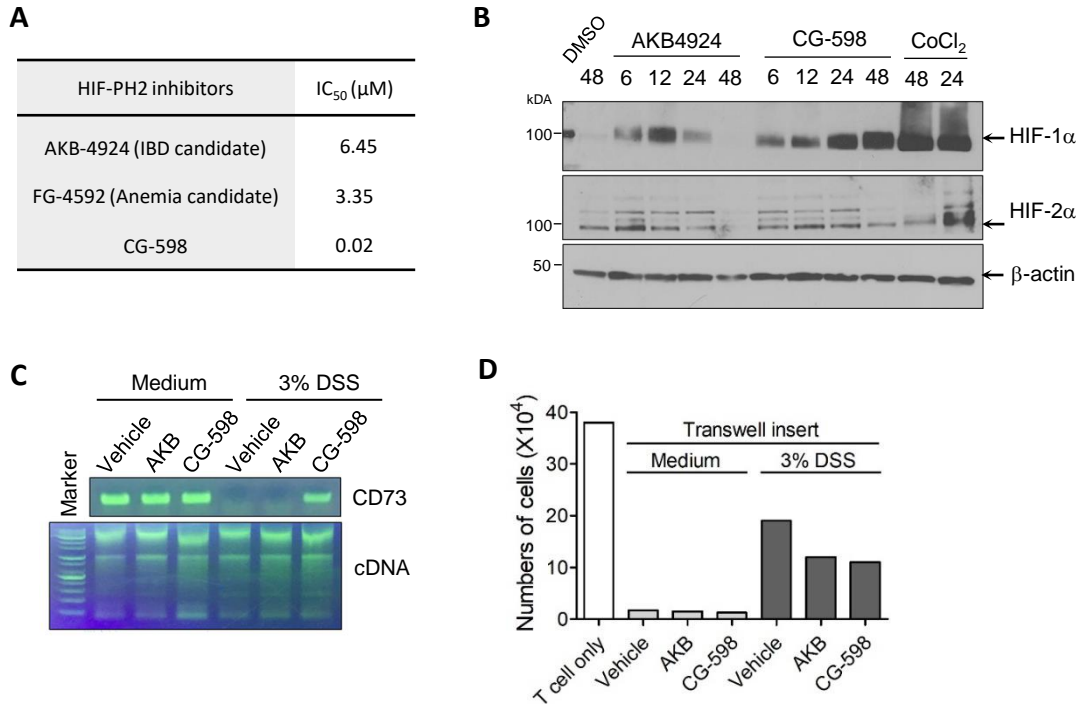 A
HIF-PH2 inhibitors IC50 (μM)
AKB-4924 (IBD candidate) 6.45
FG-4592 (Anemia candidate) 3.35
CG-598 0.02
B
DMSO AKB4924 CG-598 CoCl2
48 6 12 24 48 6 12 24 48 48 24
kDA
100 HIF-1α
HIF-2α
100
50
β-actin
C
Medium 3% DSS
Marker Vehicle AKB CG-598 Vehicle AKB CG-598
CD73
cDNA
D
Numbers of cells (X10^4)
40
30
20
10
0
Transwell insert
Medium 3% DSS
T cell only Vehicle AKB CG-598 Vehicle AKB CG-598